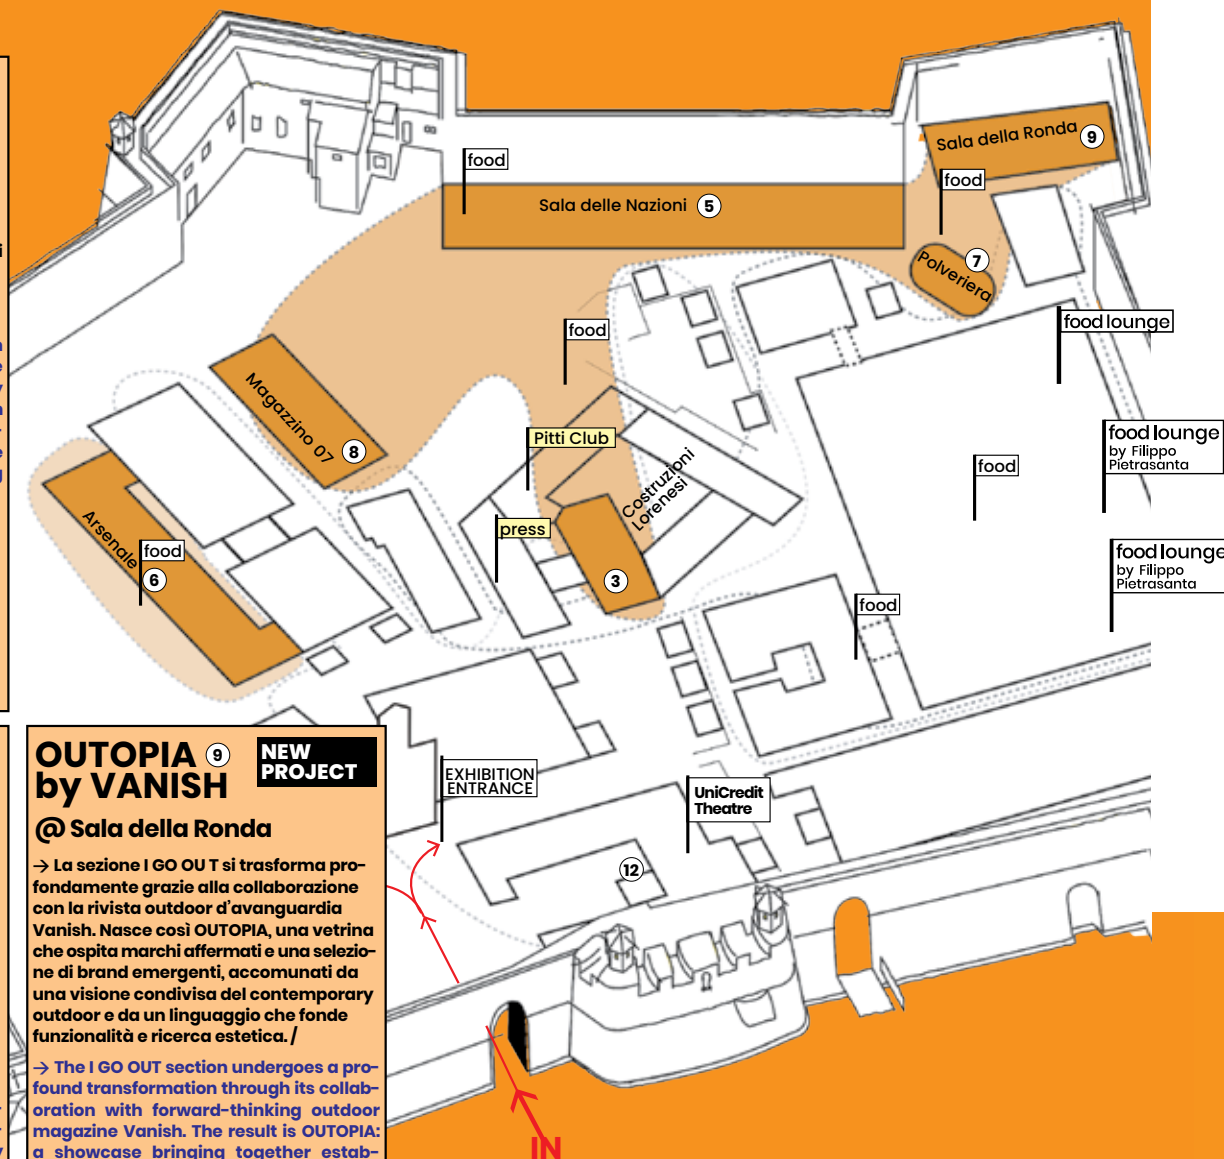 food
Sala della Ronda 9
food
Sala delle Nazioni 5
Polveriera
7
food lounge
food
Magazzino 07
8
Pitti Club
food lounge
by Filippo
Pietrasanta
food
Costruzioni
Lorenesi
press
Arsenale
food
6
3
food lounge
by Filippo
Pietrasanta
food
EXHIBITION
ENTRANCE
UniCredit
Theatre
12
IN
OUTOPIA 9
by VANISH
NEW
PROJECT
@ Sala della Ronda
→ La sezione I GO OU T si trasforma pro-
fondamente grazie alla collaborazione
con la rivista outdoor d'avanguardia
Vanish. Nasce così OUTOPIA, una vetrina
che ospita marchi affermati e una selezio-
ne di brand emergenti, accomunati da
una visione condivisa del contemporary
outdoor e da un linguaggio che fonde
funzionalità e ricerca estetica. /
→ The I GO OUT section undergoes a pro-
found transformation through its collab-
oration with forward-thinking outdoor
magazine Vanish. The result is OUTOPIA:
a showcase bringing together estab-